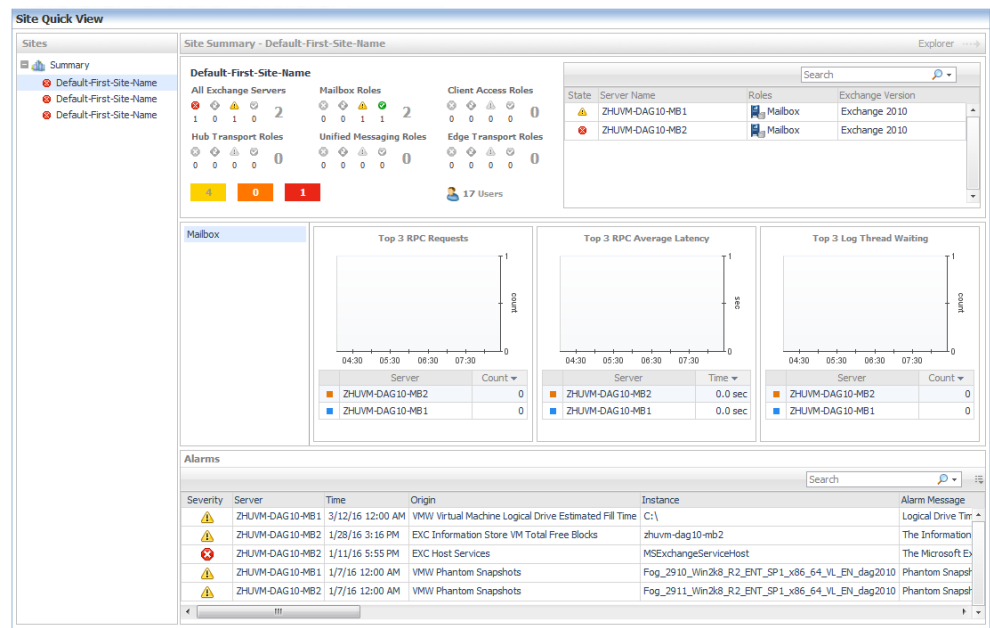 Site Quick View
Sites
Summary
Default-First-Site-Name
Default-First-Site-Name
Default-First-Site-Name
Site Summary - Default-First-Site-Name Explorer
Default-First-Site-Name
All Exchange Servers Mailbox Roles Client Access Roles
1 0 1 0 2 0 0 1 1 2 0 0 0 0 0
Hub Transport Roles Unified Messaging Roles Edge Transport Roles
0 0 0 0 0 0 0 0 0 0 0 0 0 0 0
4 0 1 17 Users
Search
State Server Name Roles Exchange Version
ZHUVM-DAG10-MB1 Mailbox Exchange 2010
ZHUVM-DAG10-MB2 Mailbox Exchange 2010
Mailbox
Top 3 RPC Requests
1
count
0
04:30 05:30 06:30 07:30
Server Count
ZHUVM-DAG10-MB2 0
ZHUVM-DAG10-MB1 0
Top 3 RPC Average Latency
1
sec
0
04:30 05:30 06:30 07:30
Server Time
ZHUVM-DAG10-MB2 0.0 sec
ZHUVM-DAG10-MB1 0.0 sec
Top 3 Log Thread Waiting
1
count
0
04:30 05:30 06:30 07:30
Server Count
ZHUVM-DAG10-MB2 0
ZHUVM-DAG10-MB1 0
Alarms
Search
Severity Server Time Origin Instance Alarm Message
ZHUVM-DAG10-MB1 3/12/16 12:00 AM VMW Virtual Machine Logical Drive Estimated Fill Time C:\ Logical Drive Tim
ZHUVM-DAG10-MB2 1/28/16 3:16 PM EXC Information Store VM Total Free Blocks zhuvm-dag10-mb2 The Information
ZHUVM-DAG10-MB2 1/11/16 5:55 PM EXC Host Services MSExchangeServiceHost The Microsoft Ex
ZHUVM-DAG10-MB1 1/7/16 12:00 AM VMW Phantom Snapshots Fog_2910_Win2k8_R2_ENT_SP1_x86_64_VL_EN_dag2010 Phantom Snapsh
ZHUVM-DAG10-MB2 1/7/16 12:00 AM VMW Phantom Snapshots Fog_2911_Win2k8_R2_ENT_SP1_x86_64_VL_EN_dag2010 Phantom Snapsh